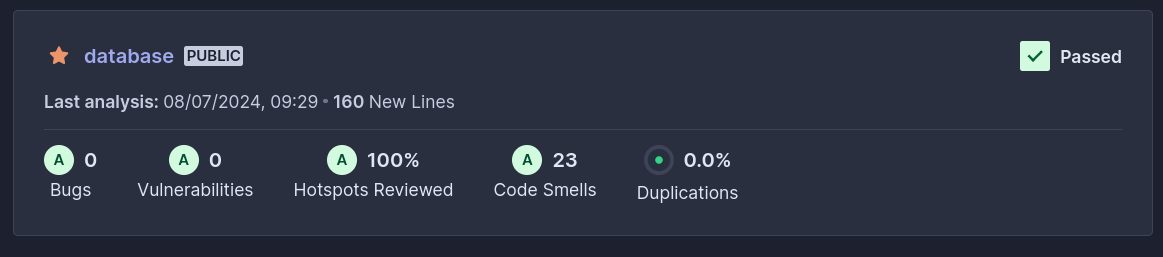 database PUBLIC Passed
Last analysis: 08/07/2024, 09:29 • 160 New Lines
A 0 A 0 A 100% A 23 0.0%
Bugs Vulnerabilities Hotspots Reviewed Code Smells Duplications